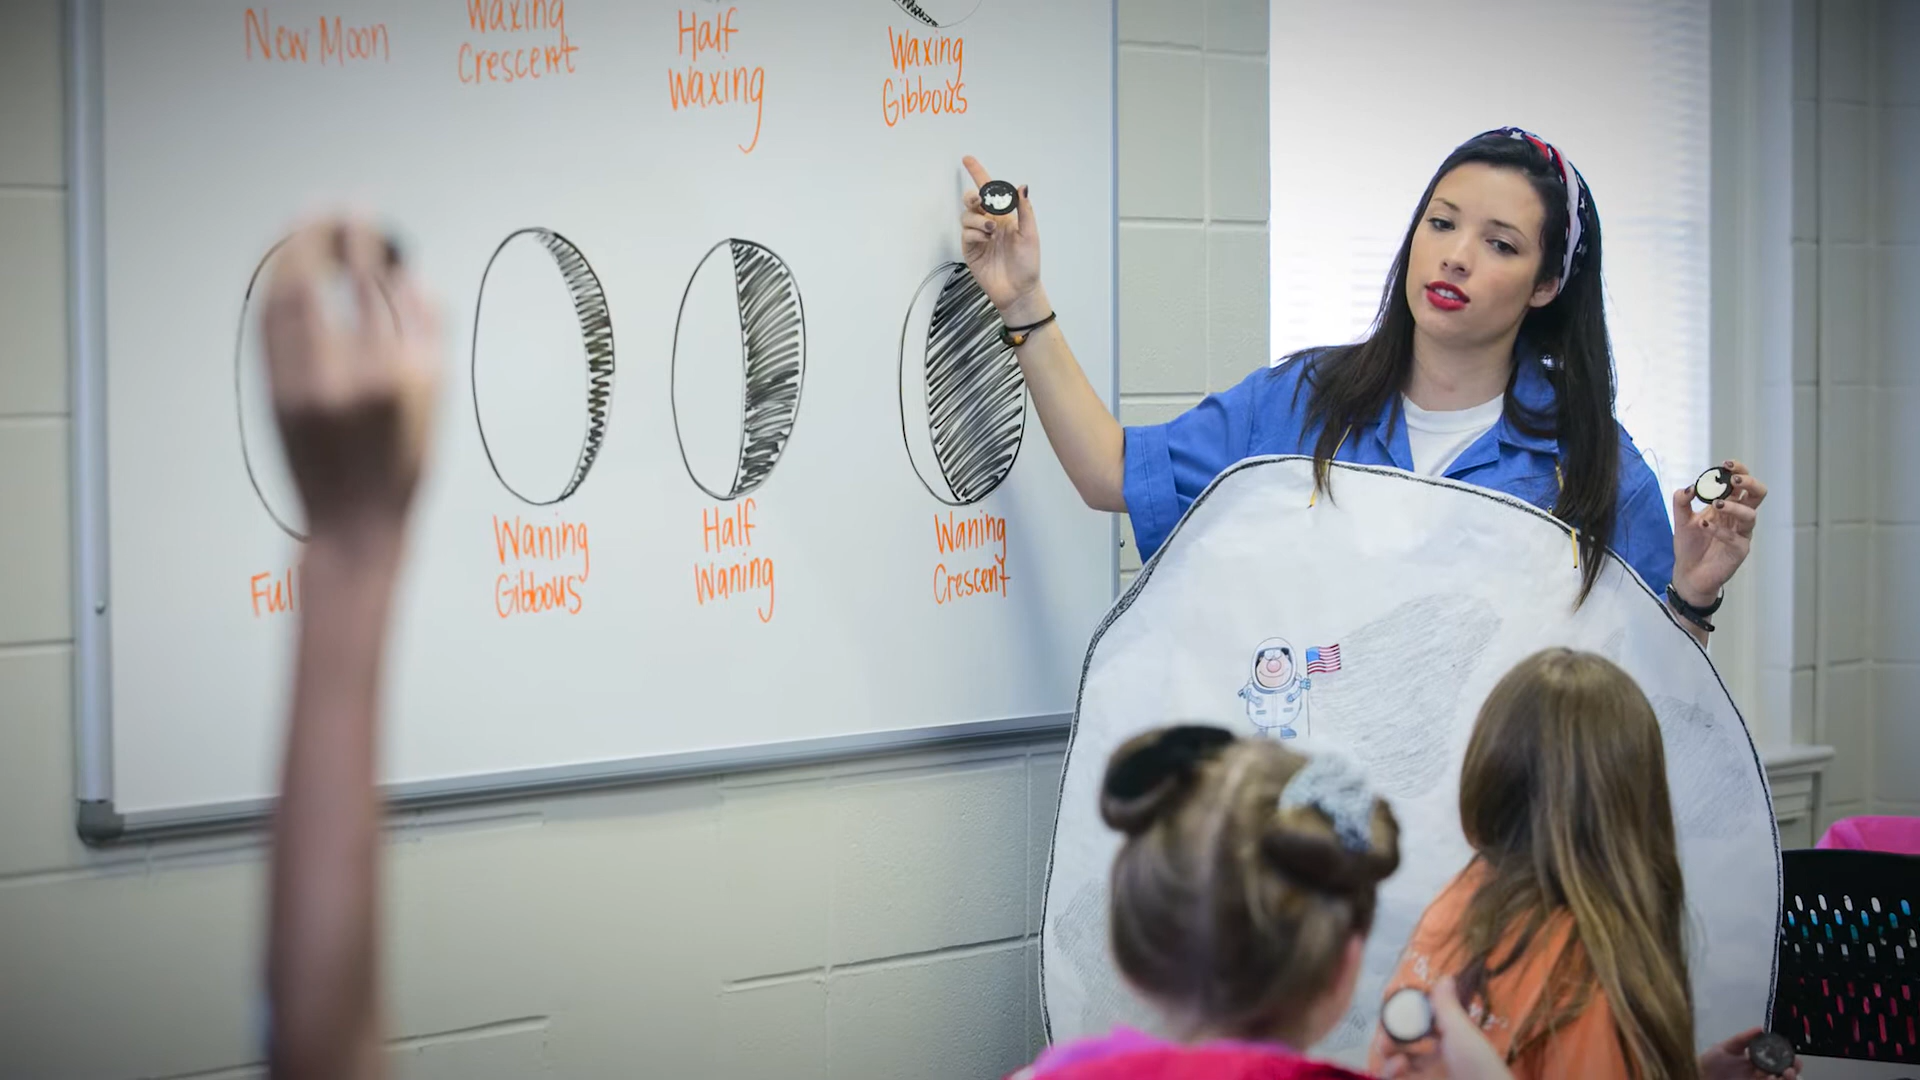 New Moon
Waxing
Crescent
Half
Waxing
Waxing
Gibbous
Full
Waning
Gibbous
Half
Waning
Waning
Crescent